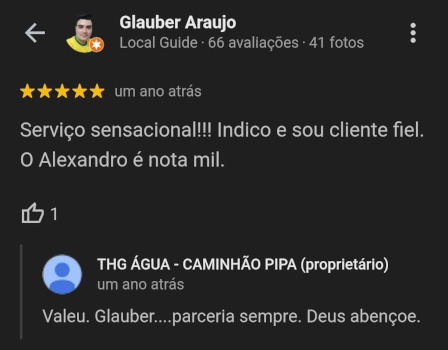 Glauber Araujo
Local Guide · 66 avaliações · 41 fotos
um ano atrás
Serviço sensacional!!! Indico e sou cliente fiel.
O Alexandro é nota mil.
1
THG ÁGUA - CAMINHÃO PIPA (proprietário)
um ano atrás
Valeu. Glauber....parceria sempre. Deus abençoe.